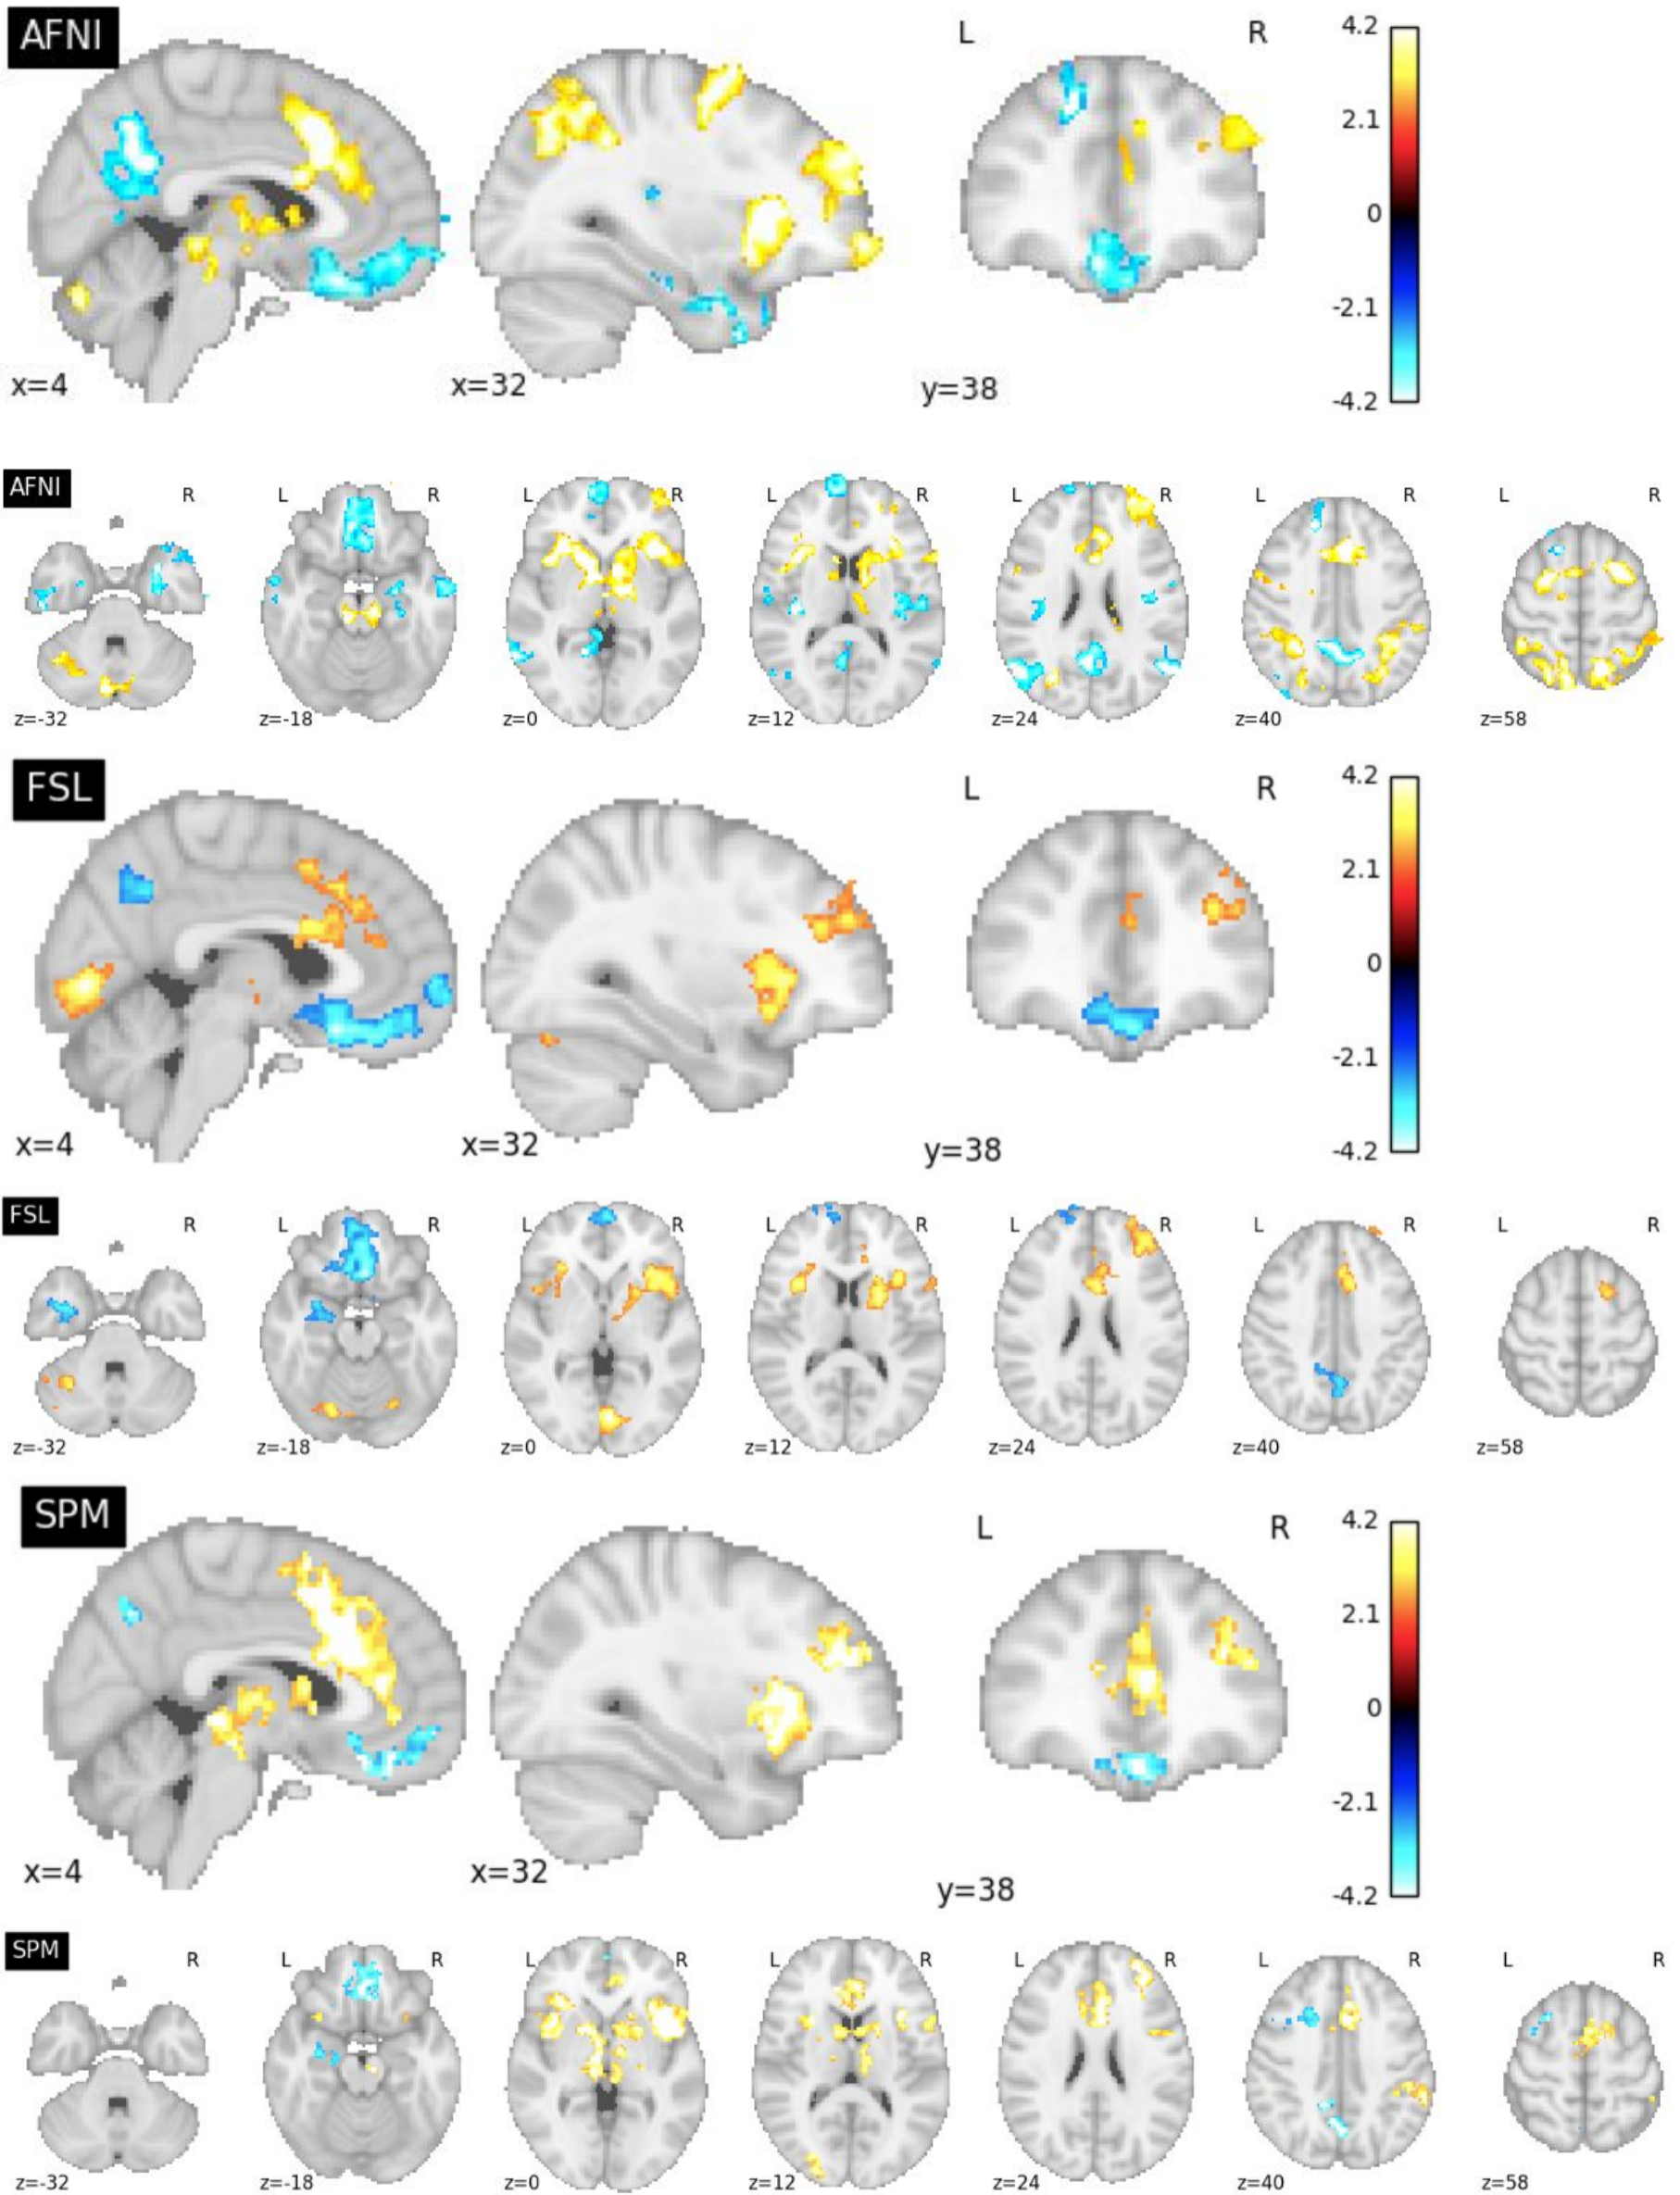 AFNI
L R
4.2
2.1
0
-2.1
-4.2
x=4 x=32 y=38
AFNI
R L R L R L R L R L R L R
z=-32 z=-18 z=0 z=12 z=24 z=40 z=58
FSL
L R
4.2
2.1
0
-2.1
-4.2
x=4 x=32 y=38
FSL
R L R L R L R L R L R L R
z=-32 z=-18 z=0 z=12 z=24 z=40 z=58
SPM
L R
4.2
2.1
0
-2.1
-4.2
x=4 x=32 y=38
SPM
R L R L R L R L R L R L R
z=-32 z=-18 z=0 z=12 z=24 z=40 z=58